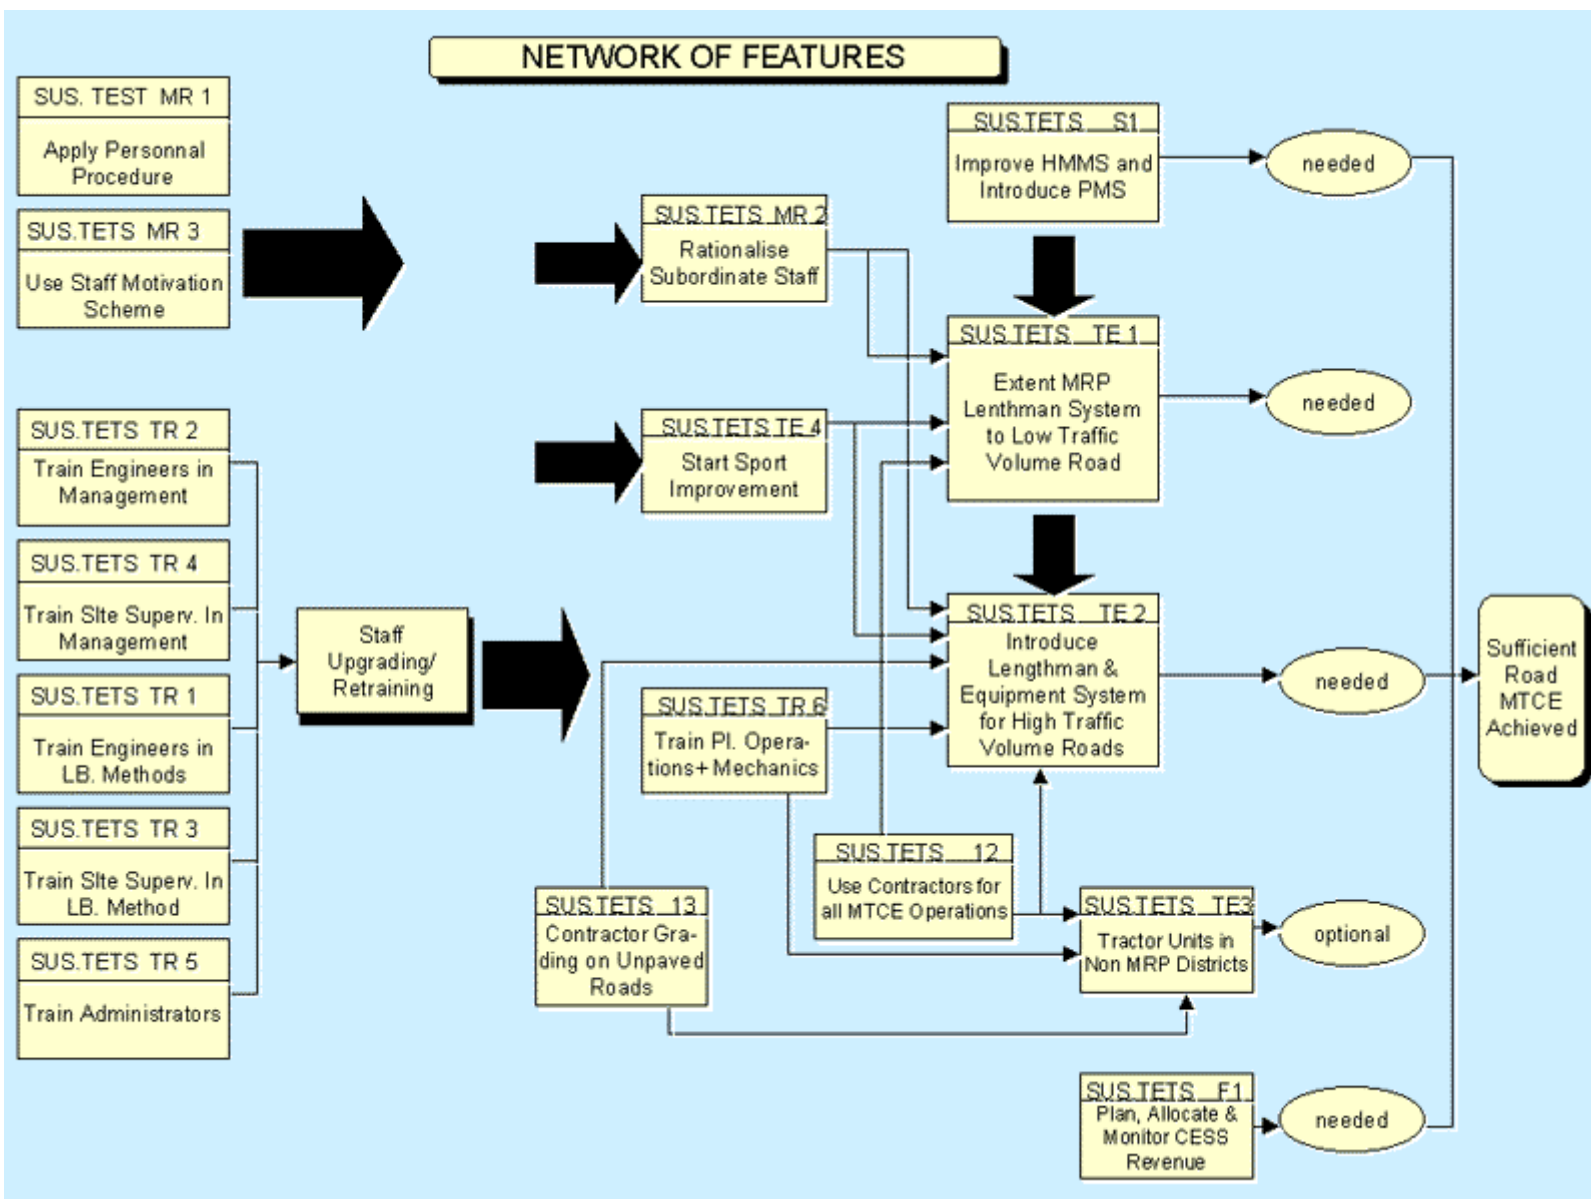 NETWORK OF FEATURES
SUS. TEST MR 1
Apply Personnal
Procedure
SUS.TETS MR 3
Use Staff Motivation
Scheme
SUS.TETS TR 2
Train Engineers in
Management
SUS.TETS TR 4
Train SIte Superv. In
Management
SUS.TETS TR 1
Train Engineers in
LB. Methods
SUS.TETS TR 3
Train SIte Superv. In
LB. Method
SUS.TETS TR 5
Train Administrators
Staff
Upgrading/
Retraining
SUS.TETS MR 2
Rationalise
Subordinate Staff
SUS.TETS TE 4
Start Sport
Improvement
SUS.TETS TR 6
Train Pl. Opera-
tions+ Mechanics
SUS.TETS 13
Contractor Gra-
ding on Unpaved
Roads
SUS.TETS 12
Use Contractors for
all MTCE Operations
SUS.TETS S1
Improve HMMS and
Introduce PMS
SUS.TETS TE 1
Extent MRP
Lenthman System
to Low Traffic
Volume Road
SUS.TETS TE 2
Introduce
Lengthman &
Equipment System
for High Traffic
Volume Roads
SUS.TETS TE3
Tractor Units in
Non MRP Districts
SUS.TETS F1
Plan, Allocate &
Monitor CESS
Revenue
needed
needed
needed
optional
needed
Sufficient
Road
MTCE
Achieved